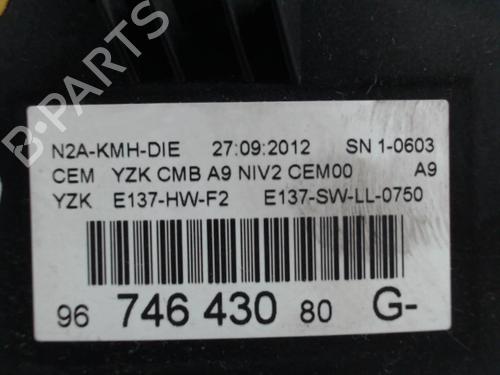 B-PARTS
N2A-KMH-DIE 27:09:2012 SN 1-0603
CEM YZK CMB A9 NIV2 CEM00 A9
YZK E137-HW-F2 E137-SW-LL-0750
96 746 430 80 G-